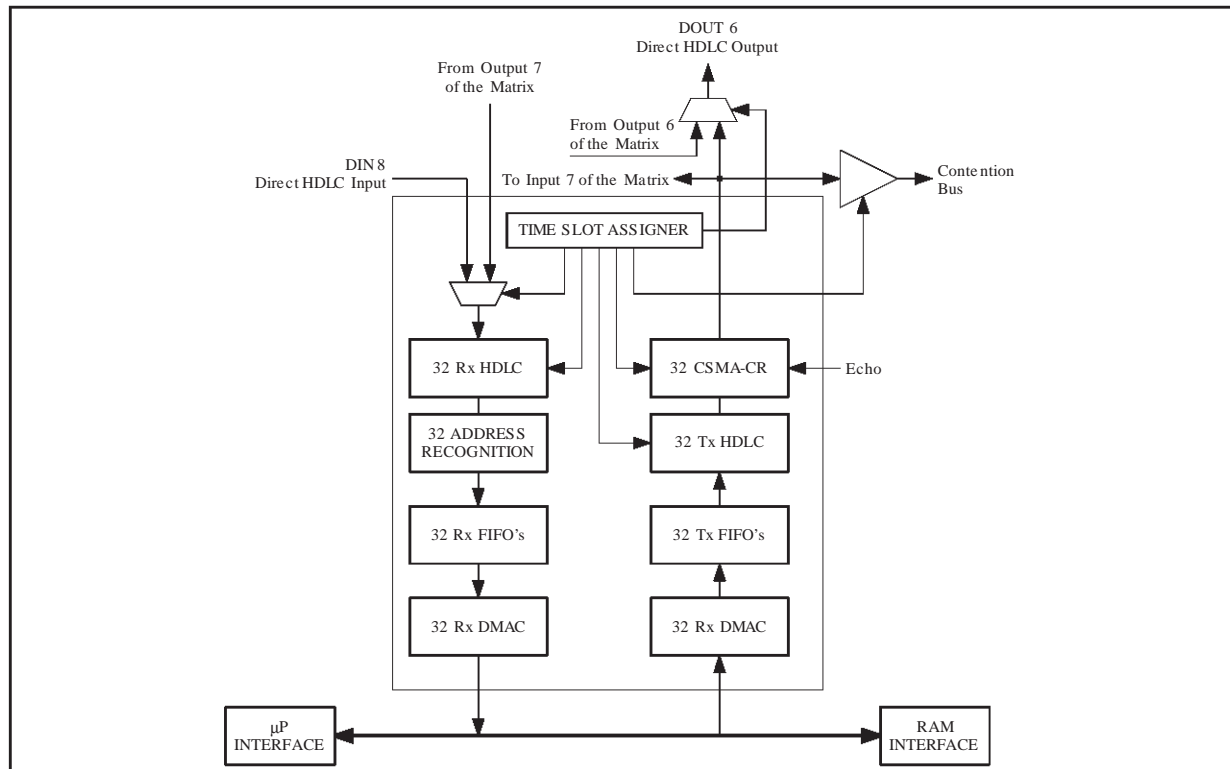 DOUT 6
Direct HDLC Output
From Output 7
of the Matrix
From Output 6
of the Matrix
DIN 8
Direct HDLC Input
To Input 7 of the Matrix
Contention
Bus
TIME SLOT ASSIGNER
32 Rx HDLC
32 CSMA-CR
Echo
32 ADDRESS
RECOGNITION
32 Tx HDLC
32 Rx FIFO's
32 Tx FIFO's
32 Rx DMAC
32 Rx DMAC
µP
INTERFACE
RAM
INTERFACE